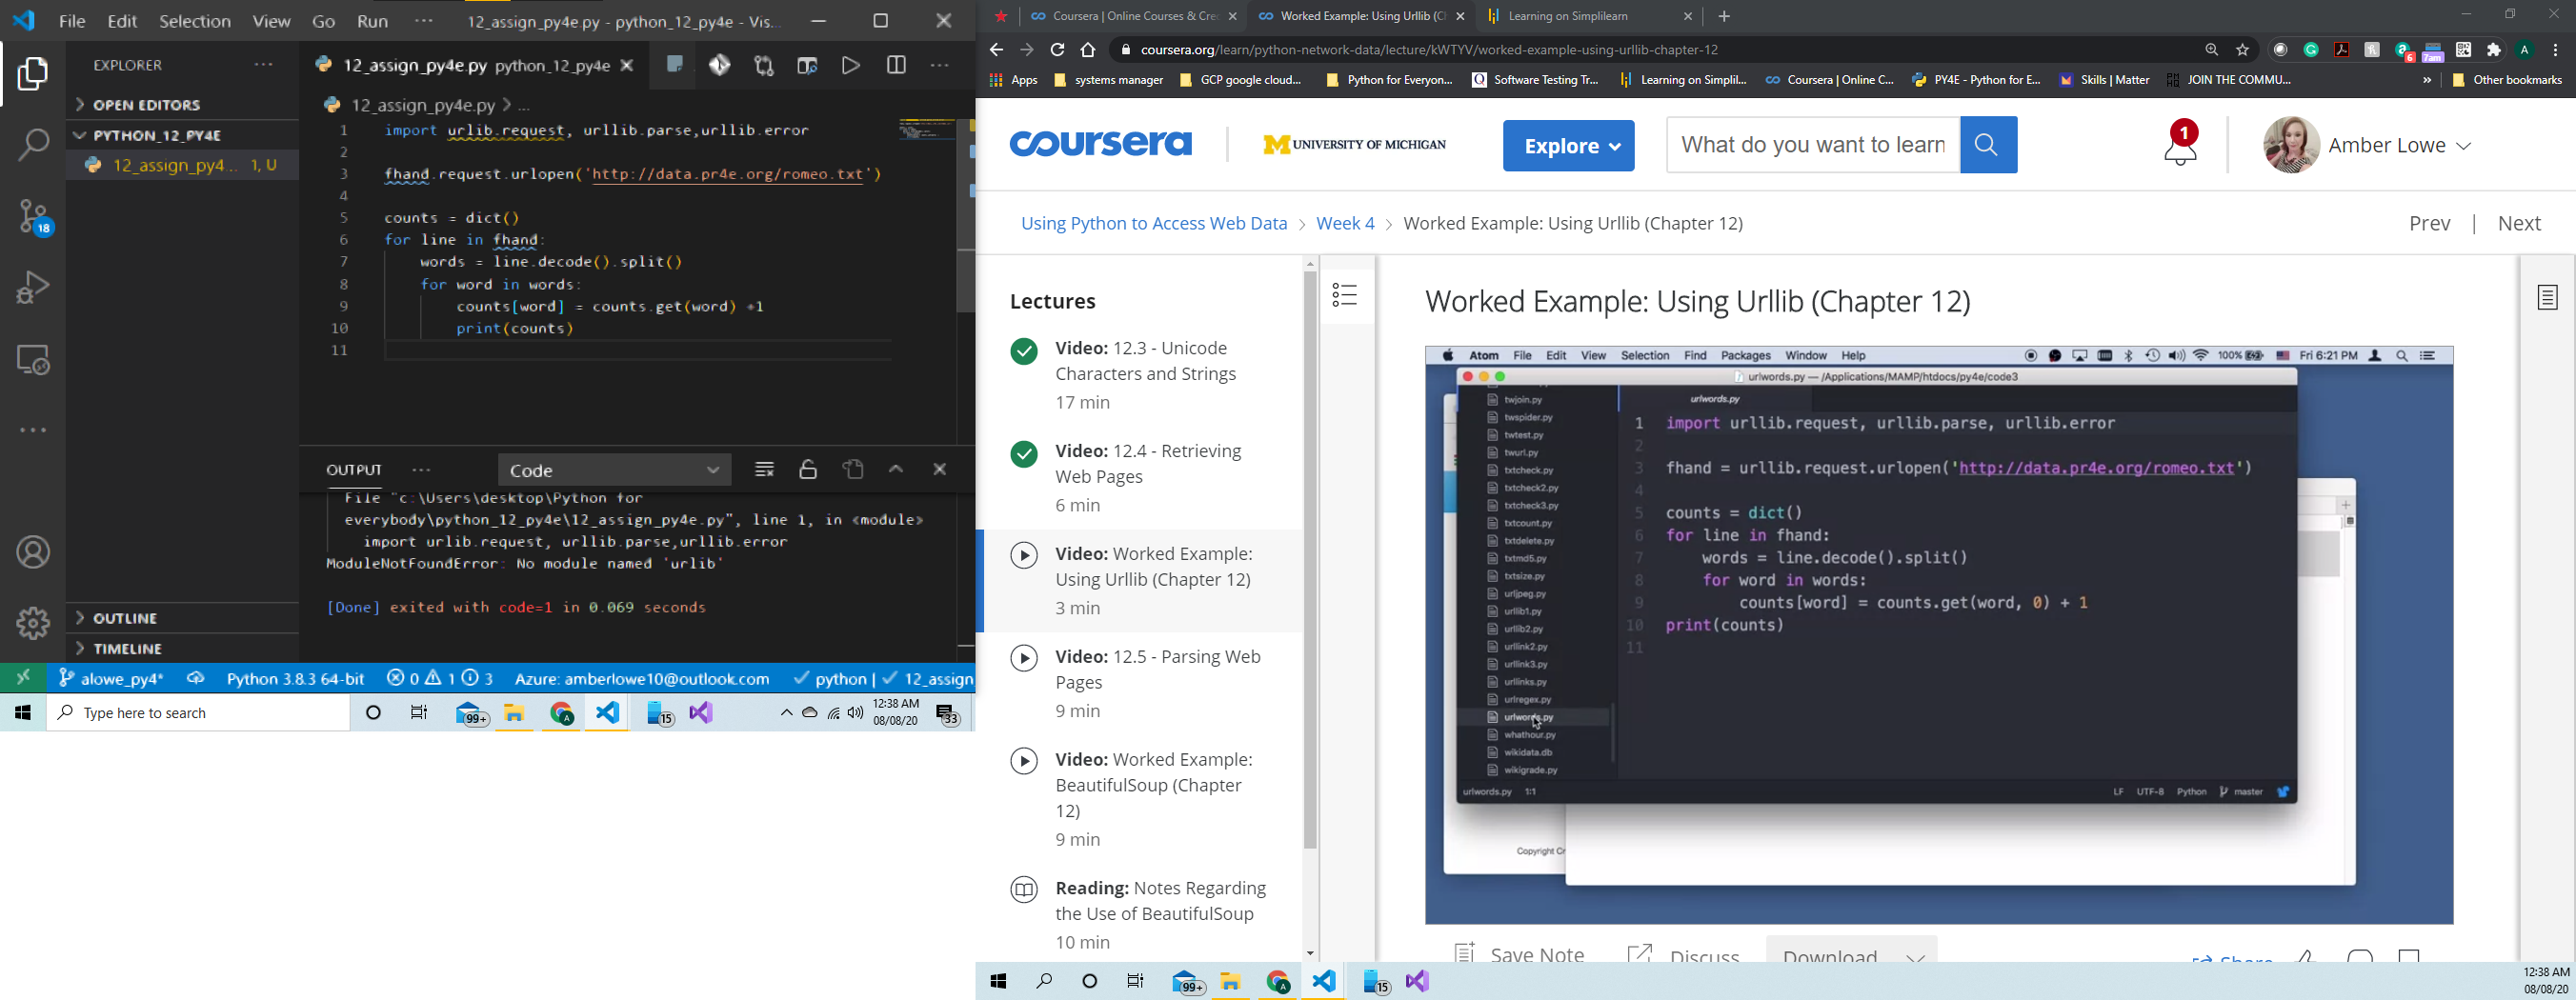 File Edit Selection View Go Run ··· 12_assign_py4e.py - python_12_py4e - Vis...
EXPLORER ···
OPEN EDITORS
PYTHON_12_PY4E
12_assign_py4... 1, U
18
OUTLINE
TIMELINE
12_assign_py4e.py python_12_py4e
12_assign_py4e.py > ...
1 import urlib.request, urllib.parse,urllib.error
2
3 fhand.request.urlopen('http://data.pr4e.org/romeo.txt')
4
5 counts = dict()
6 for line in fhand:
7 words = line.decode().split()
8 for word in words:
9 counts[word] = counts.get(word) +1
10 print(counts)
11
OUTPUT ··· Code
File "c:\Users\desktop\Python for
everybody\python_12_py4e\12_assign_py4e.py", line 1, in <module>
import urlib.request, urllib.parse,urllib.error
ModuleNotFoundError: No module named 'urlib'
[Done] exited with code=1 in 0.069 seconds
alowe_py4* Python 3.8.3 64-bit 0 1 3 Azure: amberlowe10@outlook.com python | 12_assign
Type here to search 99+ A 15 12:38 AM
08/08/20 33
Coursera | Online Courses & Cre Worked Example: Using Urllib (C Learning on Simplilearn
coursera.org/learn/python-network-data/lecture/kWTYV/worked-example-using-urllib-chapter-12 6 7am A
Apps systems manager GCP google cloud... Python for Everyon... Software Testing Tr... Learning on Simplil... Coursera | Online C... PY4E - Python for E... Skills | Matter JOIN THE COMMU... » Other bookmarks
coursera M UNIVERSITY OF MICHIGAN Explore What do you want to learn 1 Amber Lowe
Using Python to Access Web Data > Week 4 > Worked Example: Using Urllib (Chapter 12) Prev | Next
Lectures
Video: 12.3 - Unicode
Characters and Strings
17 min
Video: 12.4 - Retrieving
Web Pages
6 min
Video: Worked Example:
Using Urllib (Chapter 12)
3 min
Video: 12.5 - Parsing Web
Pages
9 min
Video: Worked Example:
BeautifulSoup (Chapter
12)
9 min
Reading: Notes Regarding
the Use of BeautifulSoup
10 min
Worked Example: Using Urllib (Chapter 12)
Atom File Edit View Selection Find Packages Window Help 100% Fri 6:21 PM
urlwords.py — /Applications/MAMP/htdocs/py4e/code3
twjoin.py
twspider.py
twtest.py
twurl.py
txtcheck.py
txtcheck2.py
txtcheck3.py
txtcount.py
txtdelete.py
txtmd5.py
txtsize.py
urljpeg.py
urllib1.py
urllib2.py
urllink2.py
urllink3.py
urllinks.py
urlregex.py
urlwords.py
whathour.py
wikidata.db
wikigrade.py
urlwords.py
1 import urllib.request, urllib.parse, urllib.error
2
3 fhand = urllib.request.urlopen('http://data.pr4e.org/romeo.txt')
4
5 counts = dict()
6 for line in fhand:
7 words = line.decode().split()
8 for word in words:
9 counts[word] = counts.get(word, 0) + 1
10 print(counts)
11
urlwords.py 1:1 LF UTF-8 Python master
Copyright Cr
Save Note Discuss Download Share
99+ A 15 12:38 AM
08/08/20